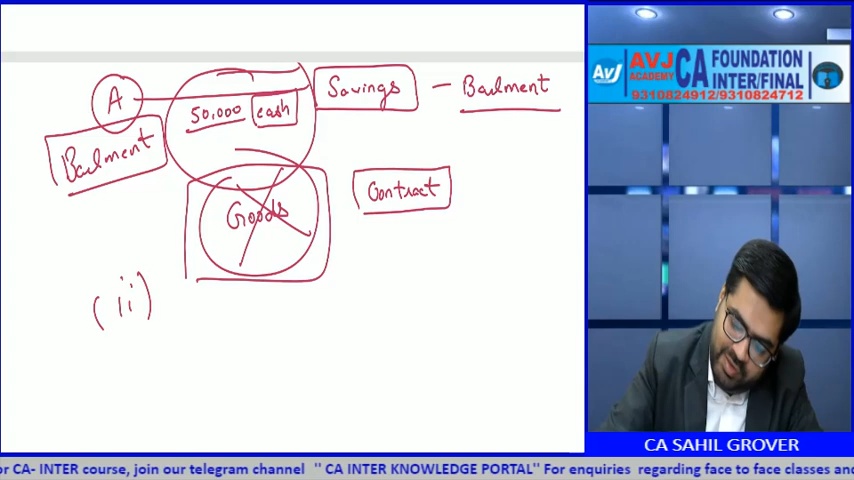 A
50,000 cash
Savings - Bailment
Bailment
Goods
Contract
(ii)
AVJ
AVJ
ACADEMY
CA
FOUNDATION
INTER/FINAL
9310824912/9310824712
CA SAHIL GROVER
or CA- INTER course, join our telegram channel '' CA INTER KNOWLEDGE PORTAL'' For enquiries regarding face to face classes and